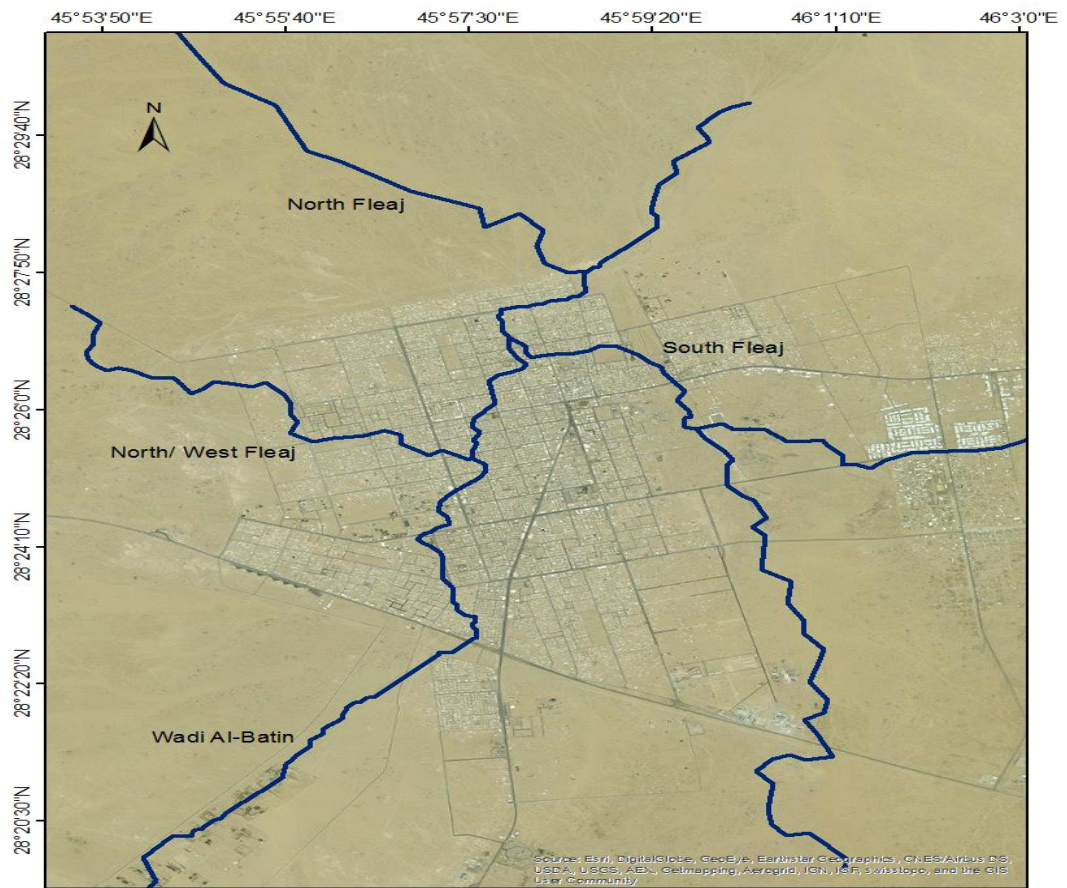 45°53'50"E 45°55'40"E 45°57'30"E 45°59'20"E 46°1'10"E 46°3'0"E
N
28°29'40"N
North Fleaj
28°27'50"N
South Fleaj
28°26'0"N
North/ West Fleaj
28°24'10"N
28°22'20"N
Wadi Al-Batin
28°20'30"N
Source: Esri, DigitalGlobe, GeoEye, Earthstar Geographics, CNES/Airbus DS,
USDA, USGS, AEX, Getmapping, Aerogrid, IGN, IGP, swisstopo, and the GIS
User Community